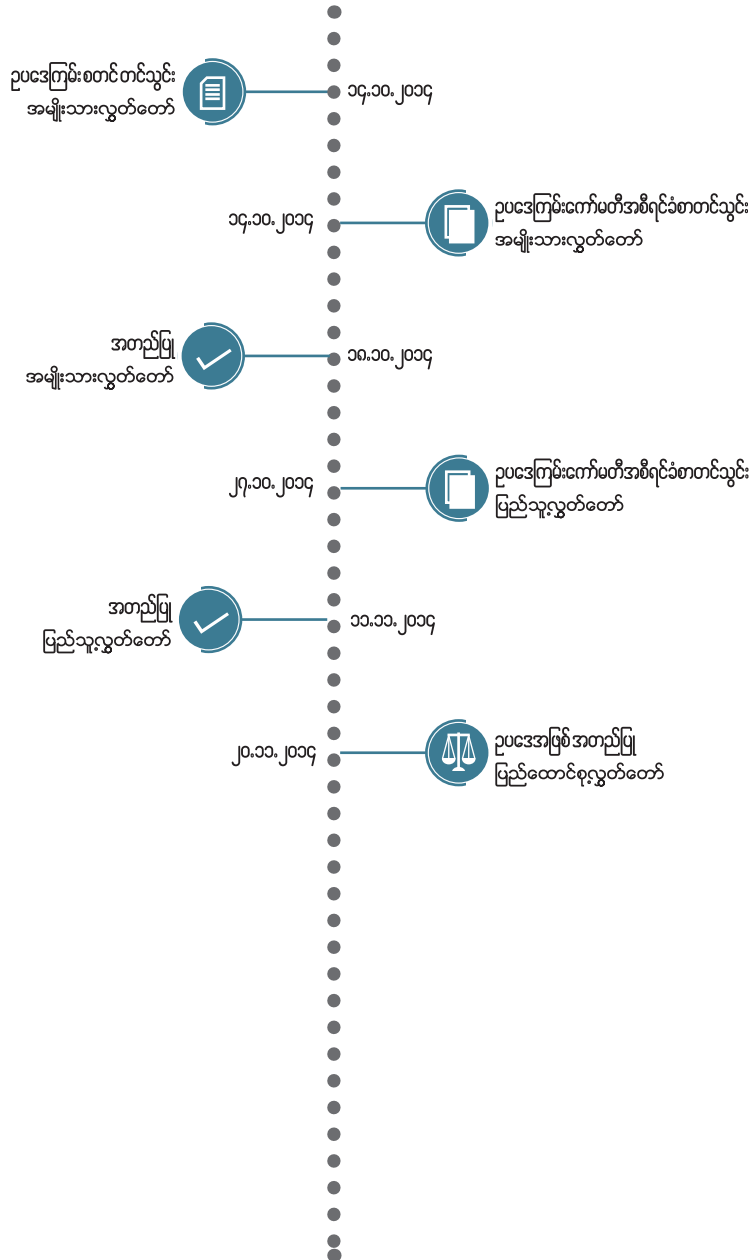 ဥပဒေကြမ်းစတင်တင်သွင်း
အမျိုးသားလွှတ်တော်
၁၄.၁၀.၂၀၁၄
၁၄.၁၀.၂၀၁၄
ဥပဒေကြမ်းကော်မတီအစီရင်ခံစာတင်သွင်း
အမျိုးသားလွှတ်တော်
အတည်ပြု
အမျိုးသားလွှတ်တော်
၁၈.၁၀.၂၀၁၄
၂၇.၁၀.၂၀၁၄
ဥပဒေကြမ်းကော်မတီအစီရင်ခံစာတင်သွင်း
ပြည်သူ့လွှတ်တော်
အတည်ပြု
ပြည်သူ့လွှတ်တော်
၁၁.၁၁.၂၀၁၄
၂၀.၁၁.၂၀၁၄
ဥပဒေအဖြစ်အတည်ပြု
ပြည်ထောင်စုလွှတ်တော်